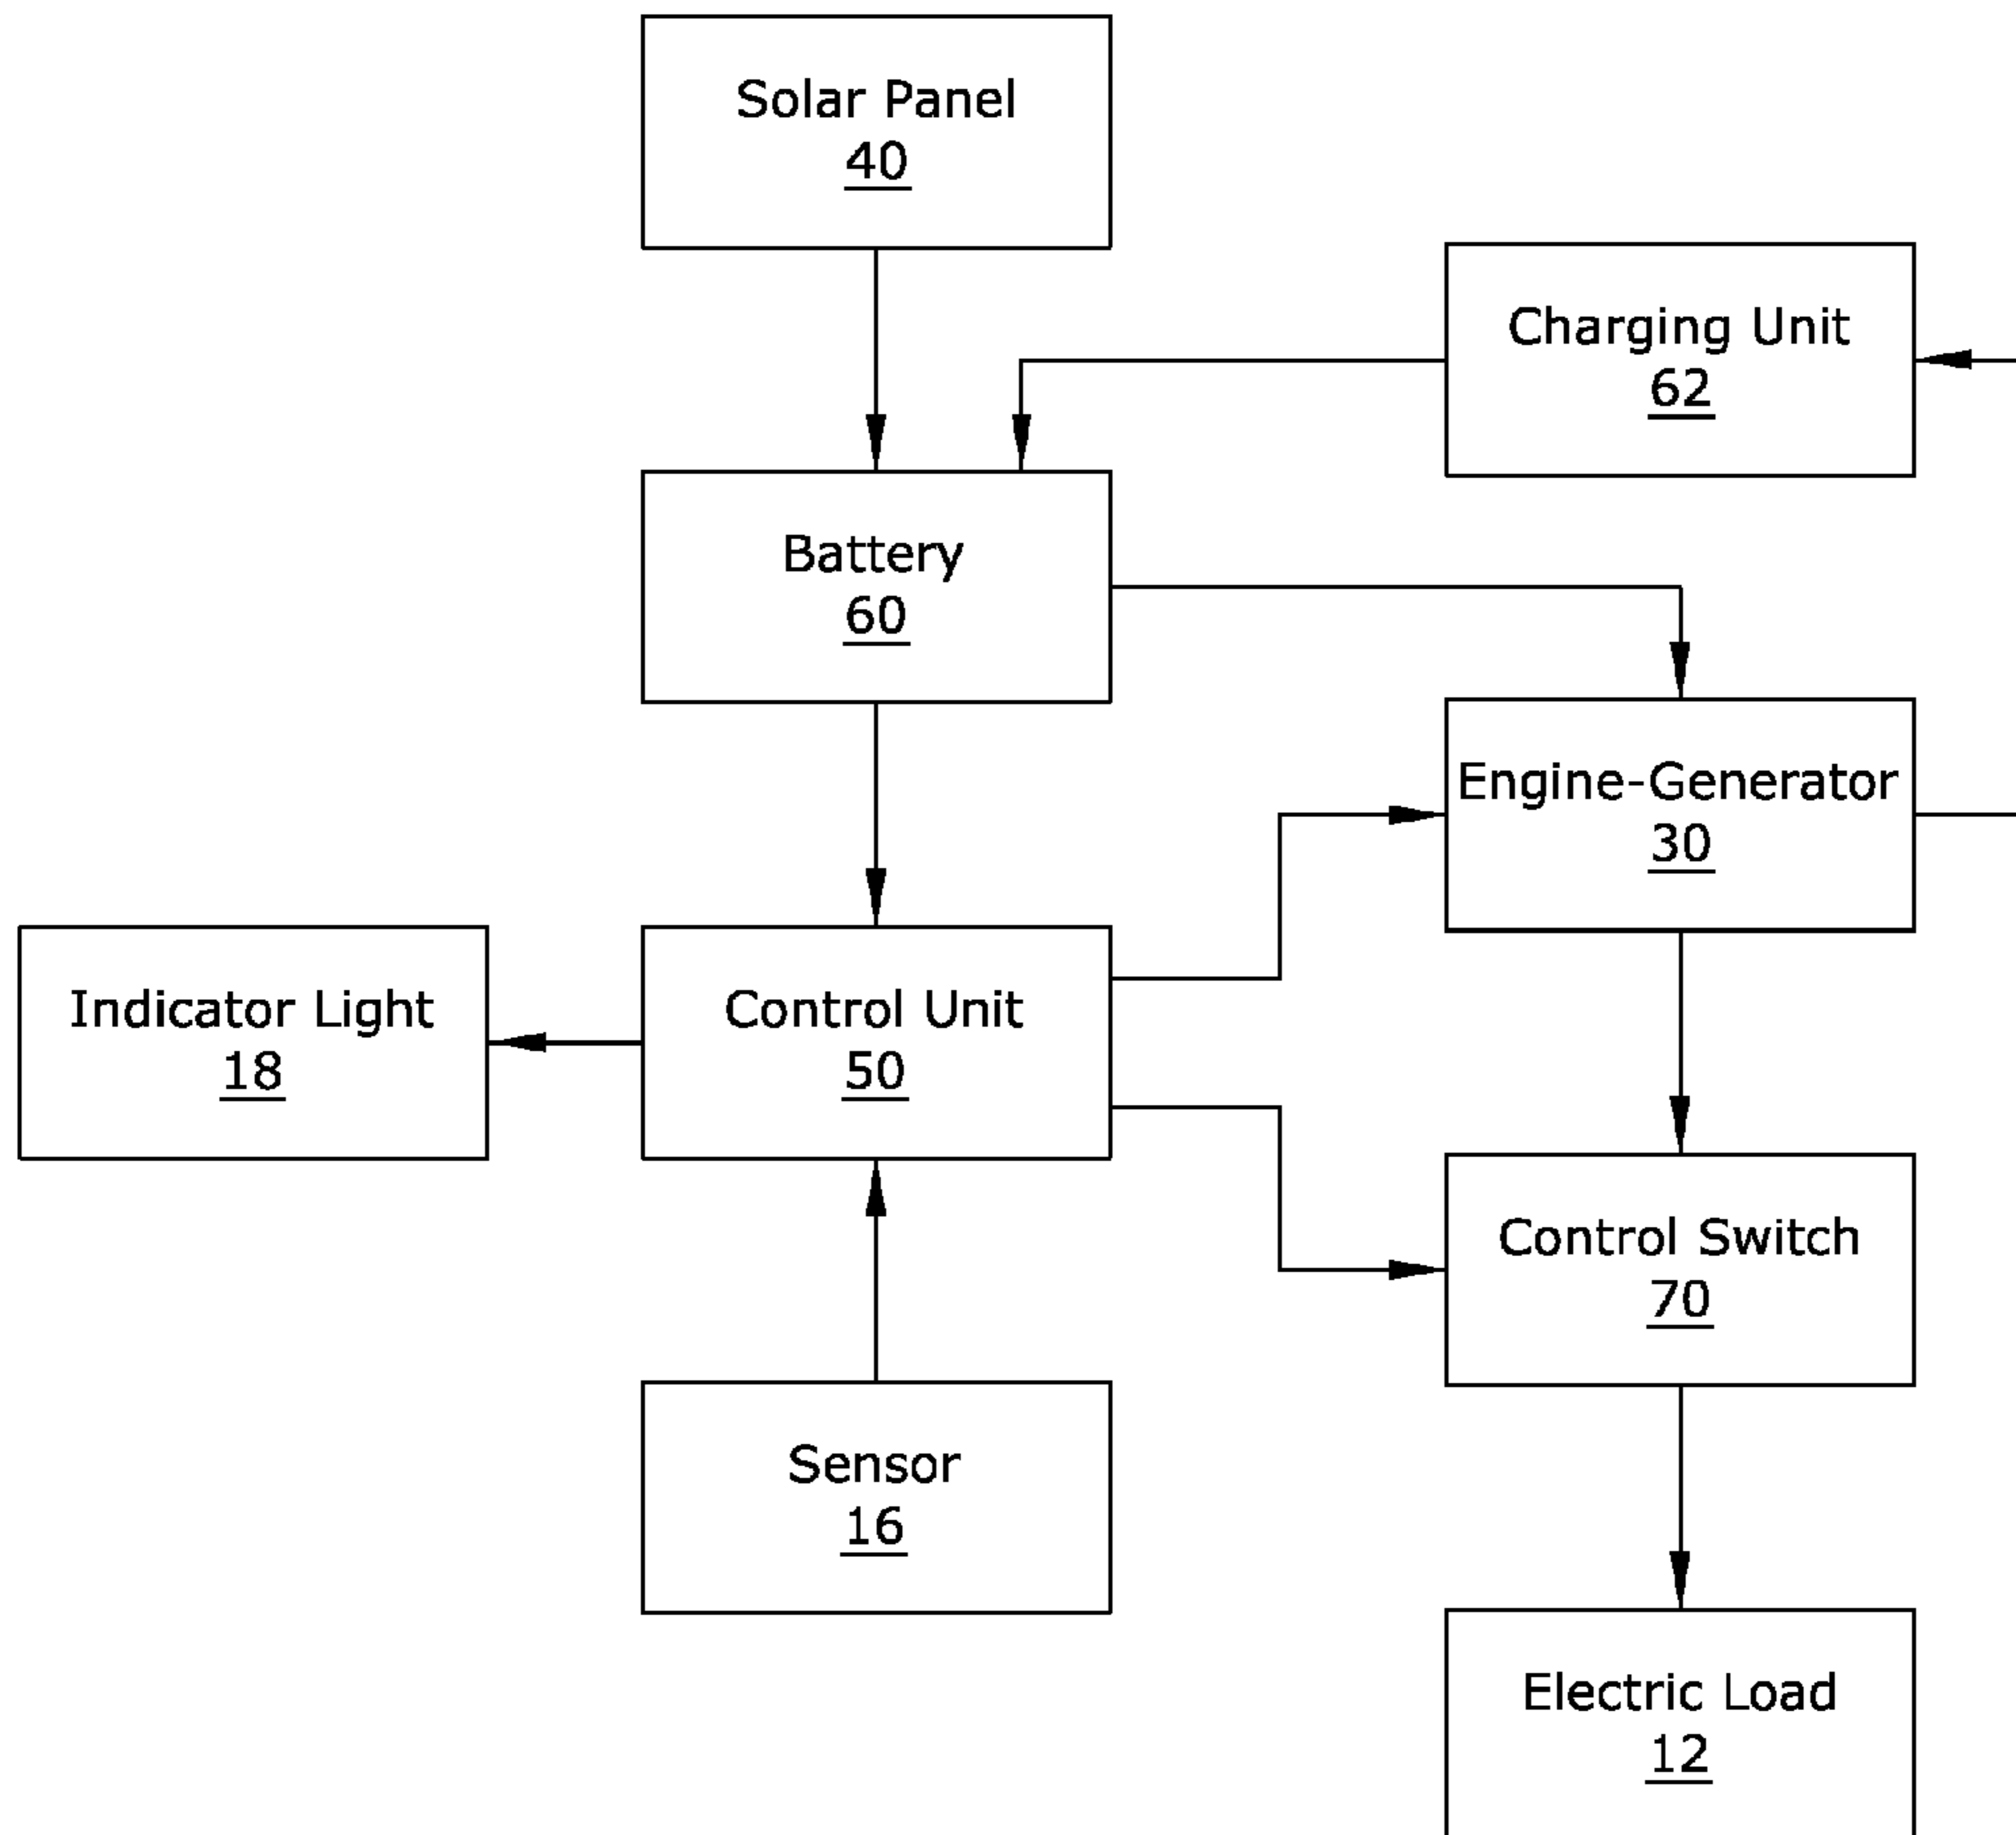 Solar Panel
40
Charging Unit
62
Battery
60
Engine-Generator
30
Indicator Light
18
Control Unit
50
Control Switch
70
Sensor
16
Electric Load
12